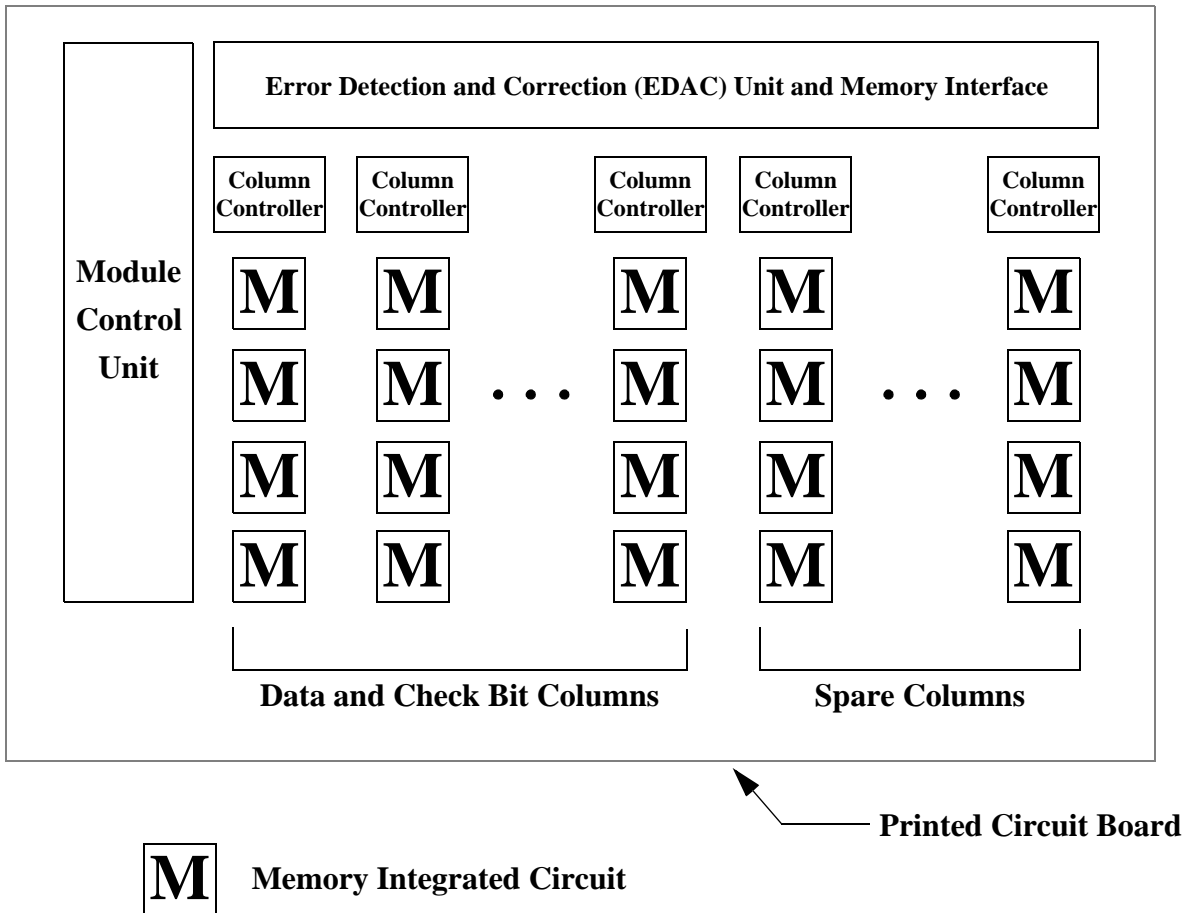 Error Detection and Correction (EDAC) Unit and Memory Interface
Module
Control
Unit
Column
Controller
Column
Controller
Column
Controller
Column
Controller
Column
Controller
M M M M M
M M . . . M M . . . M
M M M M M
M M M M M
Data and Check Bit Columns
Spare Columns
Printed Circuit Board
M Memory Integrated Circuit